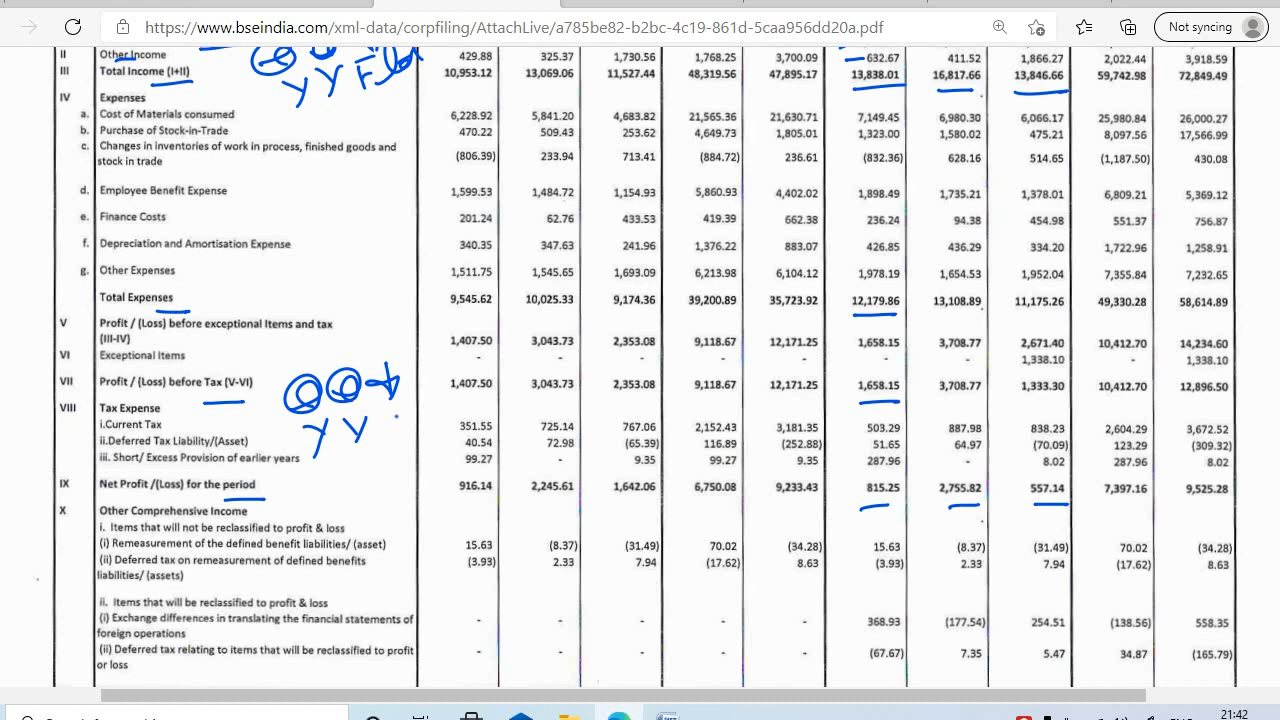 https://www.bseindia.com/xml-data/corpfiling/AttachLive/a785be82-b2bc-4c19-861d-5caa956dd20a.pdf Not syncing
II Other Income 429.88 325.37 1,730.56 1,768.25 3,700.09 632.67 411.52 1,866.27 2,022.44 3,918.59
III Total Income (I+II) 10,953.12 13,069.06 11,527.44 48,319.56 47,895.17 13,838.01 16,817.66 13,846.66 59,742.98 72,849.49
IV Expenses
a. Cost of Materials consumed 6,228.92 5,841.20 4,683.82 21,565.36 21,630.71 7,149.45 6,980.30 6,066.17 25,980.84 26,000.27
b. Purchase of Stock-in-Trade 470.22 509.43 253.62 4,649.73 1,805.01 1,323.00 1,580.02 475.21 8,097.56 17,566.99
c. Changes in inventories of work in process, finished goods and
stock in trade (806.39) 233.94 713.41 (884.72) 236.61 (832.36) 628.16 514.65 (1,187.50) 430.08
d. Employee Benefit Expense 1,599.53 1,484.72 1,154.93 5,860.93 4,402.02 1,898.49 1,735.21 1,378.01 6,809.21 5,369.12
e. Finance Costs 201.24 62.76 433.53 419.39 662.38 236.24 94.38 454.98 551.37 756.87
f. Depreciation and Amortisation Expense 340.35 347.63 241.96 1,376.22 883.07 426.85 436.29 334.20 1,722.96 1,258.91
g. Other Expenses 1,511.75 1,545.65 1,693.09 6,213.98 6,104.12 1,978.19 1,654.53 1,952.04 7,355.84 7,232.65
Total Expenses 9,545.62 10,025.33 9,174.36 39,200.89 35,723.92 12,179.86 13,108.89 11,175.26 49,330.28 58,614.89
V Profit / (Loss) before exceptional Items and tax
(III-IV) 1,407.50 3,043.73 2,353.08 9,118.67 12,171.25 1,658.15 3,708.77 2,671.40 10,412.70 14,234.60
VI Exceptional Items - - - - - - - 1,338.10 - 1,338.10
VII Profit / (Loss) before Tax (V-VI) 1,407.50 3,043.73 2,353.08 9,118.67 12,171.25 1,658.15 3,708.77 1,333.30 10,412.70 12,896.50
VIII Tax Expense
i.Current Tax 351.55 725.14 767.06 2,152.43 3,181.35 503.29 887.98 838.23 2,604.29 3,672.52
ii.Deferred Tax Liability/(Asset) 40.54 72.98 (65.39) 116.89 (252.88) 51.65 64.97 (70.09) 123.29 (309.32)
iii. Short/ Excess Provision of earlier years 99.27 - 9.35 99.27 9.35 287.96 - 8.02 287.96 8.02
IX Net Profit /(Loss) for the period 916.14 2,245.61 1,642.06 6,750.08 9,233.43 815.25 2,755.82 557.14 7,397.16 9,525.28
X Other Comprehensive Income
i. Items that will not be reclassified to profit & loss
(i) Remeasurement of the defined benefit liabilities/ (asset) 15.63 (8.37) (31.49) 70.02 (34.28) 15.63 (8.37) (31.49) 70.02 (34.28)
(ii) Deferred tax on remeasurement of defined benefits (3.93) 2.33 7.94 (17.62) 8.63 (3.93) 2.33 7.94 (17.62) 8.63
liabilities/ (assets)
ii. Items that will be reclassified to profit & loss
(i) Exchange differences in translating the financial statements of - - - - - 368.93 (177.54) 254.51 (138.56) 558.35
foreign operations
(ii) Deferred tax relating to items that will be reclassified to profit - - - - - (67.67) 7.35 5.47 34.87 (165.79)
or loss
21:42